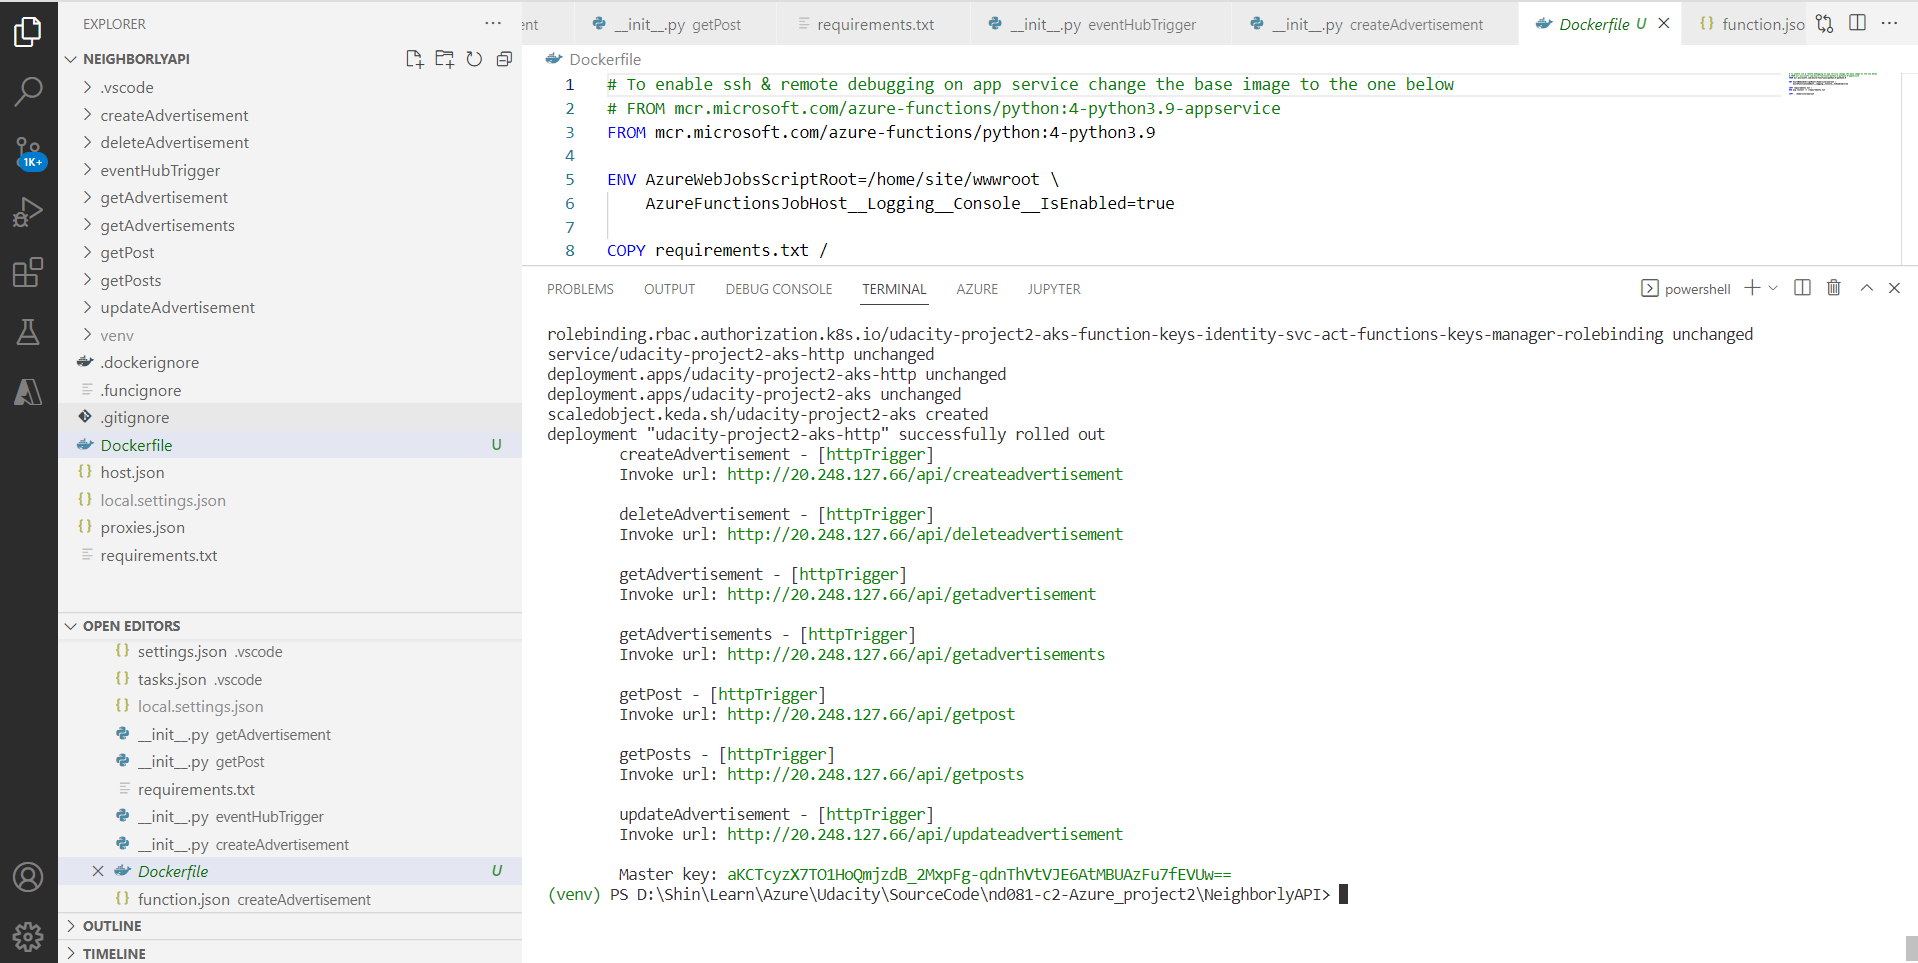 EXPLORER
NEIGHBORLYAPI
.vscode
createAdvertisement
deleteAdvertisement
eventHubTrigger
getAdvertisement
getAdvertisements
getPost
getPosts
updateAdvertisement
venv
.dockerignore
.funcignore
.gitignore
Dockerfile U
host.json
local.settings.json
proxies.json
requirements.txt
OPEN EDITORS
settings.json .vscode
tasks.json .vscode
local.settings.json
__init__.py getAdvertisement
__init__.py getPost
requirements.txt
__init__.py eventHubTrigger
__init__.py createAdvertisement
Dockerfile U
function.json createAdvertisement
OUTLINE
TIMELINE
1K+
ent __init__.py getPost requirements.txt __init__.py eventHubTrigger __init__.py createAdvertisement Dockerfile U function.jso
Dockerfile
1 # To enable ssh & remote debugging on app service change the base image to the one below
2 # FROM mcr.microsoft.com/azure-functions/python:4-python3.9-appservice
3 FROM mcr.microsoft.com/azure-functions/python:4-python3.9
4
5 ENV AzureWebJobsScriptRoot=/home/site/wwwroot \
6 AzureFunctionsJobHost__Logging__Console__IsEnabled=true
7
8 COPY requirements.txt /
PROBLEMS OUTPUT DEBUG CONSOLE TERMINAL AZURE JUPYTER powershell
rolebinding.rbac.authorization.k8s.io/udacity-project2-aks-function-keys-identity-svc-act-functions-keys-manager-rolebinding unchanged
service/udacity-project2-aks-http unchanged
deployment.apps/udacity-project2-aks-http unchanged
deployment.apps/udacity-project2-aks unchanged
scaledobject.keda.sh/udacity-project2-aks created
deployment "udacity-project2-aks-http" successfully rolled out
createAdvertisement - [httpTrigger]
Invoke url: http://20.248.127.66/api/createadvertisement
deleteAdvertisement - [httpTrigger]
Invoke url: http://20.248.127.66/api/deleteadvertisement
getAdvertisement - [httpTrigger]
Invoke url: http://20.248.127.66/api/getadvertisement
getAdvertisements - [httpTrigger]
Invoke url: http://20.248.127.66/api/getadvertisements
getPost - [httpTrigger]
Invoke url: http://20.248.127.66/api/getpost
getPosts - [httpTrigger]
Invoke url: http://20.248.127.66/api/getposts
updateAdvertisement - [httpTrigger]
Invoke url: http://20.248.127.66/api/updateadvertisement
Master key: aKCTcyzX7TO1HoQmjzdB_2MxpFg-qdnThVtVJE6AtMBUAzFu7fEVUw==
(venv) PS D:\Shin\Learn\Azure\Udacity\SourceCode\nd081-c2-Azure_project2\NeighborlyAPI>